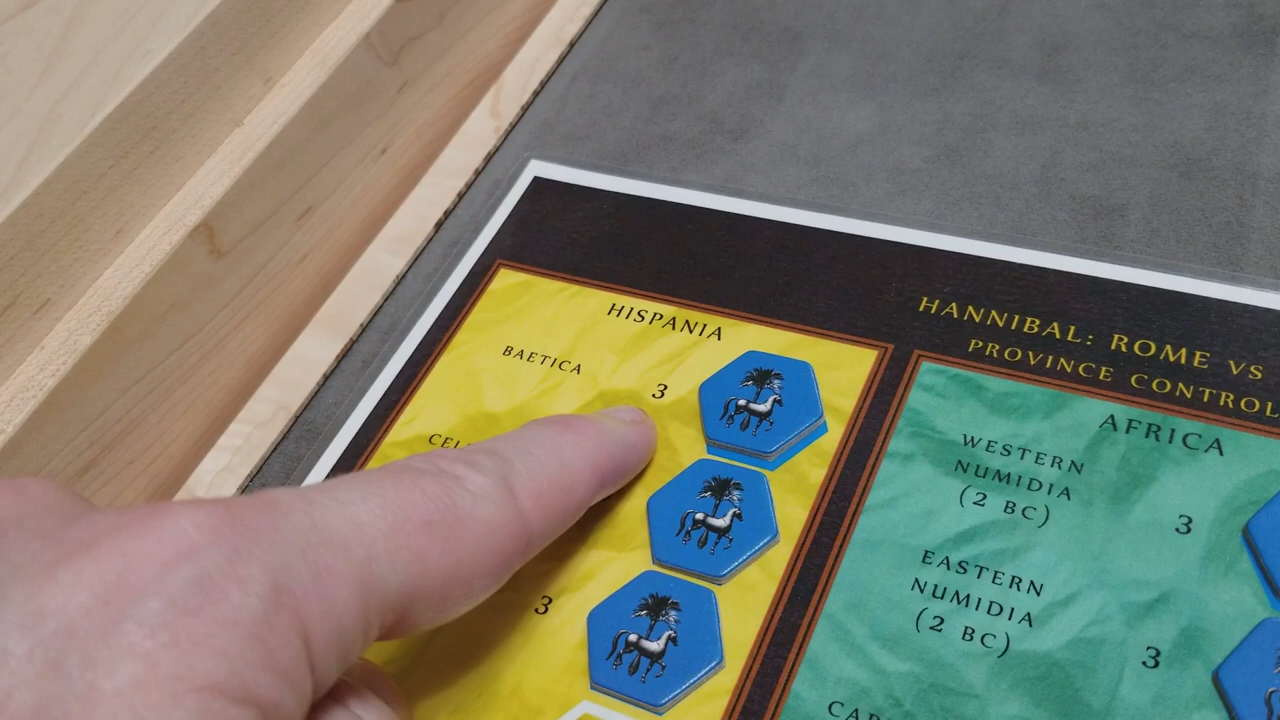 HISPANIA
BAETICA
3
3
HANNIBAL: ROME VS
PROVINCE CONTROL
AFRICA
WESTERN
NUMIDIA
(2 BC)
3
EASTERN
NUMIDIA
(2 BC)
3